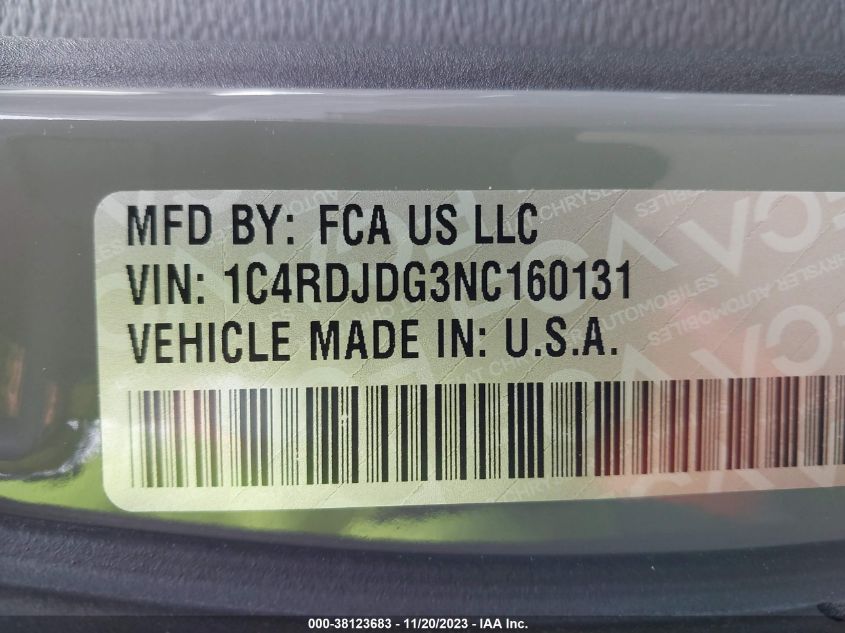 MFD BY: FCA US LLC
VIN: 1C4RDJDG3NC160131
VEHICLE MADE IN: U.S.A.
000-38123683 - 11/20/2023 - IAA Inc.